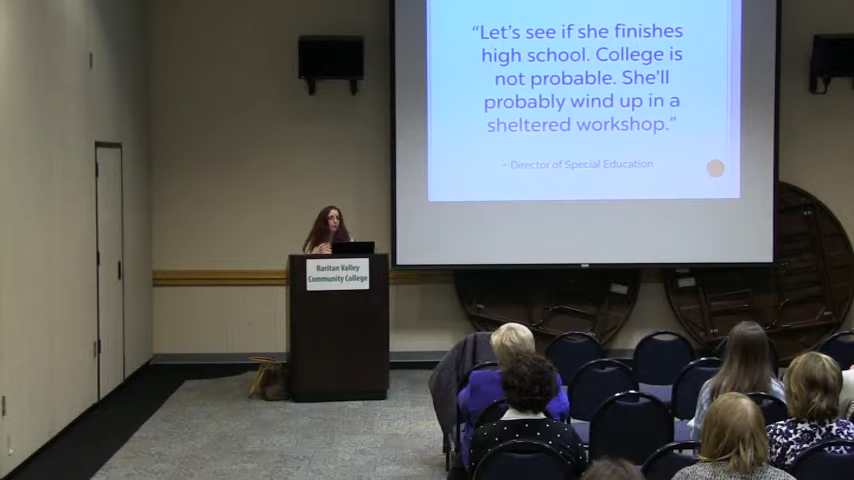 “Let’s see if she finishes
high school. College is
not probable. She’ll
probably wind up in a
sheltered workshop.”
~ Director of Special Education
Raritan Valley
Community College